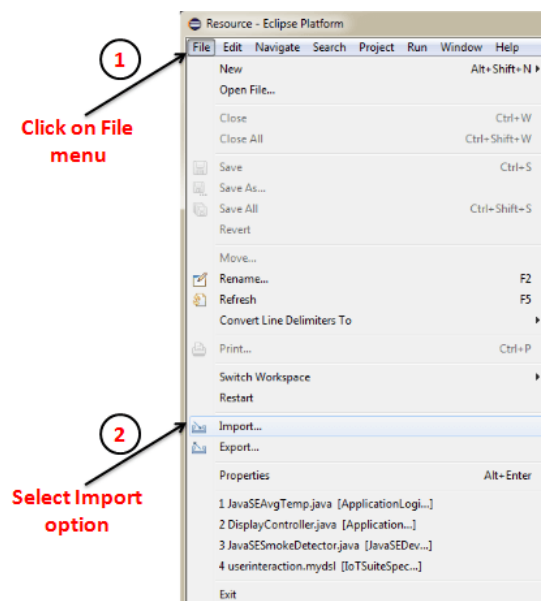 Resource - Eclipse Platform
File Edit Navigate Search Project Run Window Help
1
Click on File
menu
New Alt+Shift+N
Open File...
Close Ctrl+W
Close All Ctrl+Shift+W
Save Ctrl+S
Save As...
Save All Ctrl+Shift+S
Revert
Move...
Rename... F2
Refresh F5
Convert Line Delimiters To
Print... Ctrl+P
Switch Workspace
Restart
2
Select Import
option
Import...
Export...
Properties Alt+Enter
1 JavaSEAvgTemp.java [ApplicationLogi...]
2 DisplayController.java [Application...]
3 JavaSESmokeDetector.java [JavaSEDev...]
4 userinteraction.mydsl [IoTSuiteSpec...]
Exit